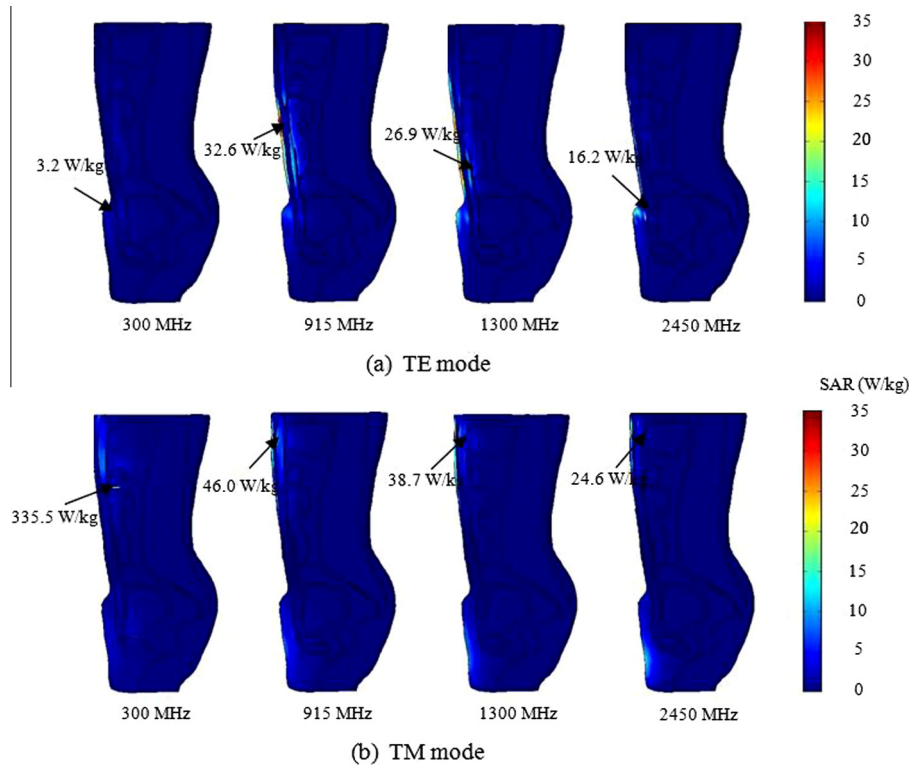 35
30
25
20
15
10
5
0
3.2 W/kg
32.6 W/kg
26.9 W/kg
16.2 W/kg
300 MHz
915 MHz
1300 MHz
2450 MHz
(a) TE mode
SAR (W/kg)
35
30
25
20
15
10
5
0
335.5 W/kg
46.0 W/kg
38.7 W/kg
24.6 W/kg
300 MHz
915 MHz
1300 MHz
2450 MHz
(b) TM mode